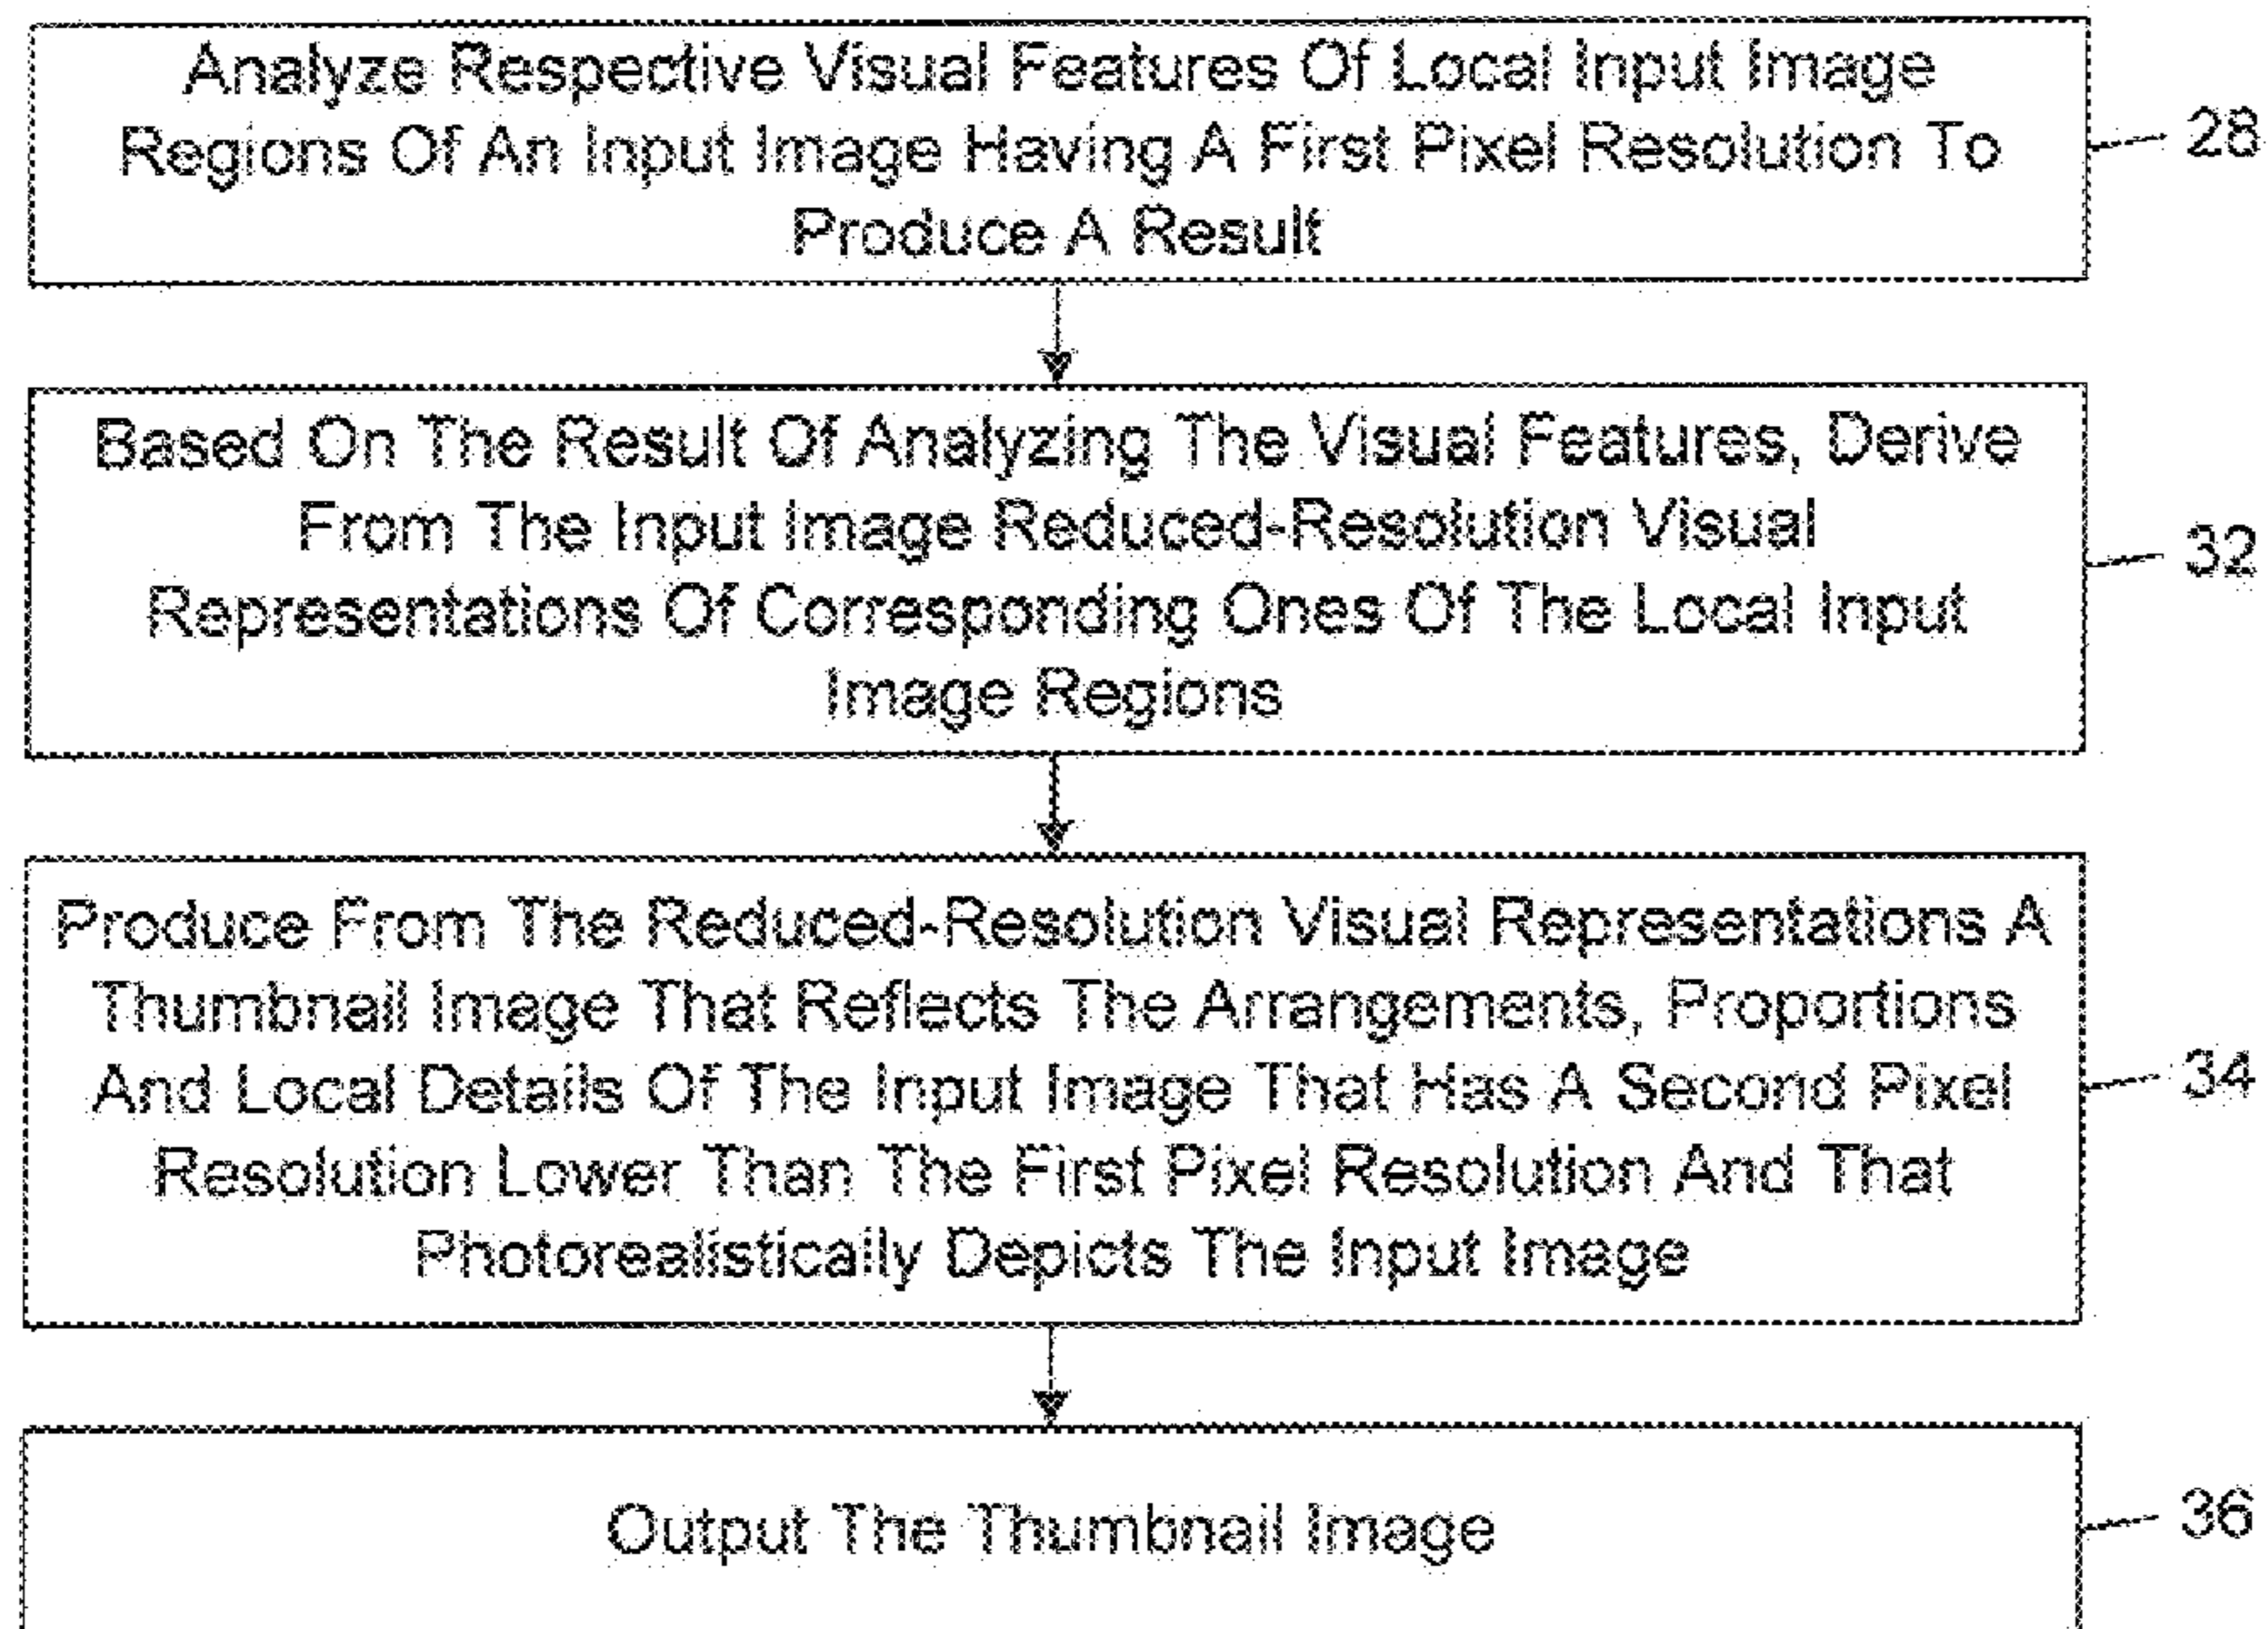 Analyze Respective Visual Features Of Local Input Image
Regions Of An Input Image Having A First Pixel Resolution To
Produce A Result
28
Based On The Result Of Analyzing The Visual Features, Derive
From The Input Image Reduced-Resolution Visual
Representations Of Corresponding Ones Of The Local Input
Image Regions
32
Produce From The Reduced-Resolution Visual Representations A
Thumbnail Image That Reflects The Arrangements, Proportions
And Local Details Of The Input Image That Has A Second Pixel
Resolution Lower Than The First Pixel Resolution And That
Photorealistically Depicts The Input Image
34
Output The Thumbnail Image
36